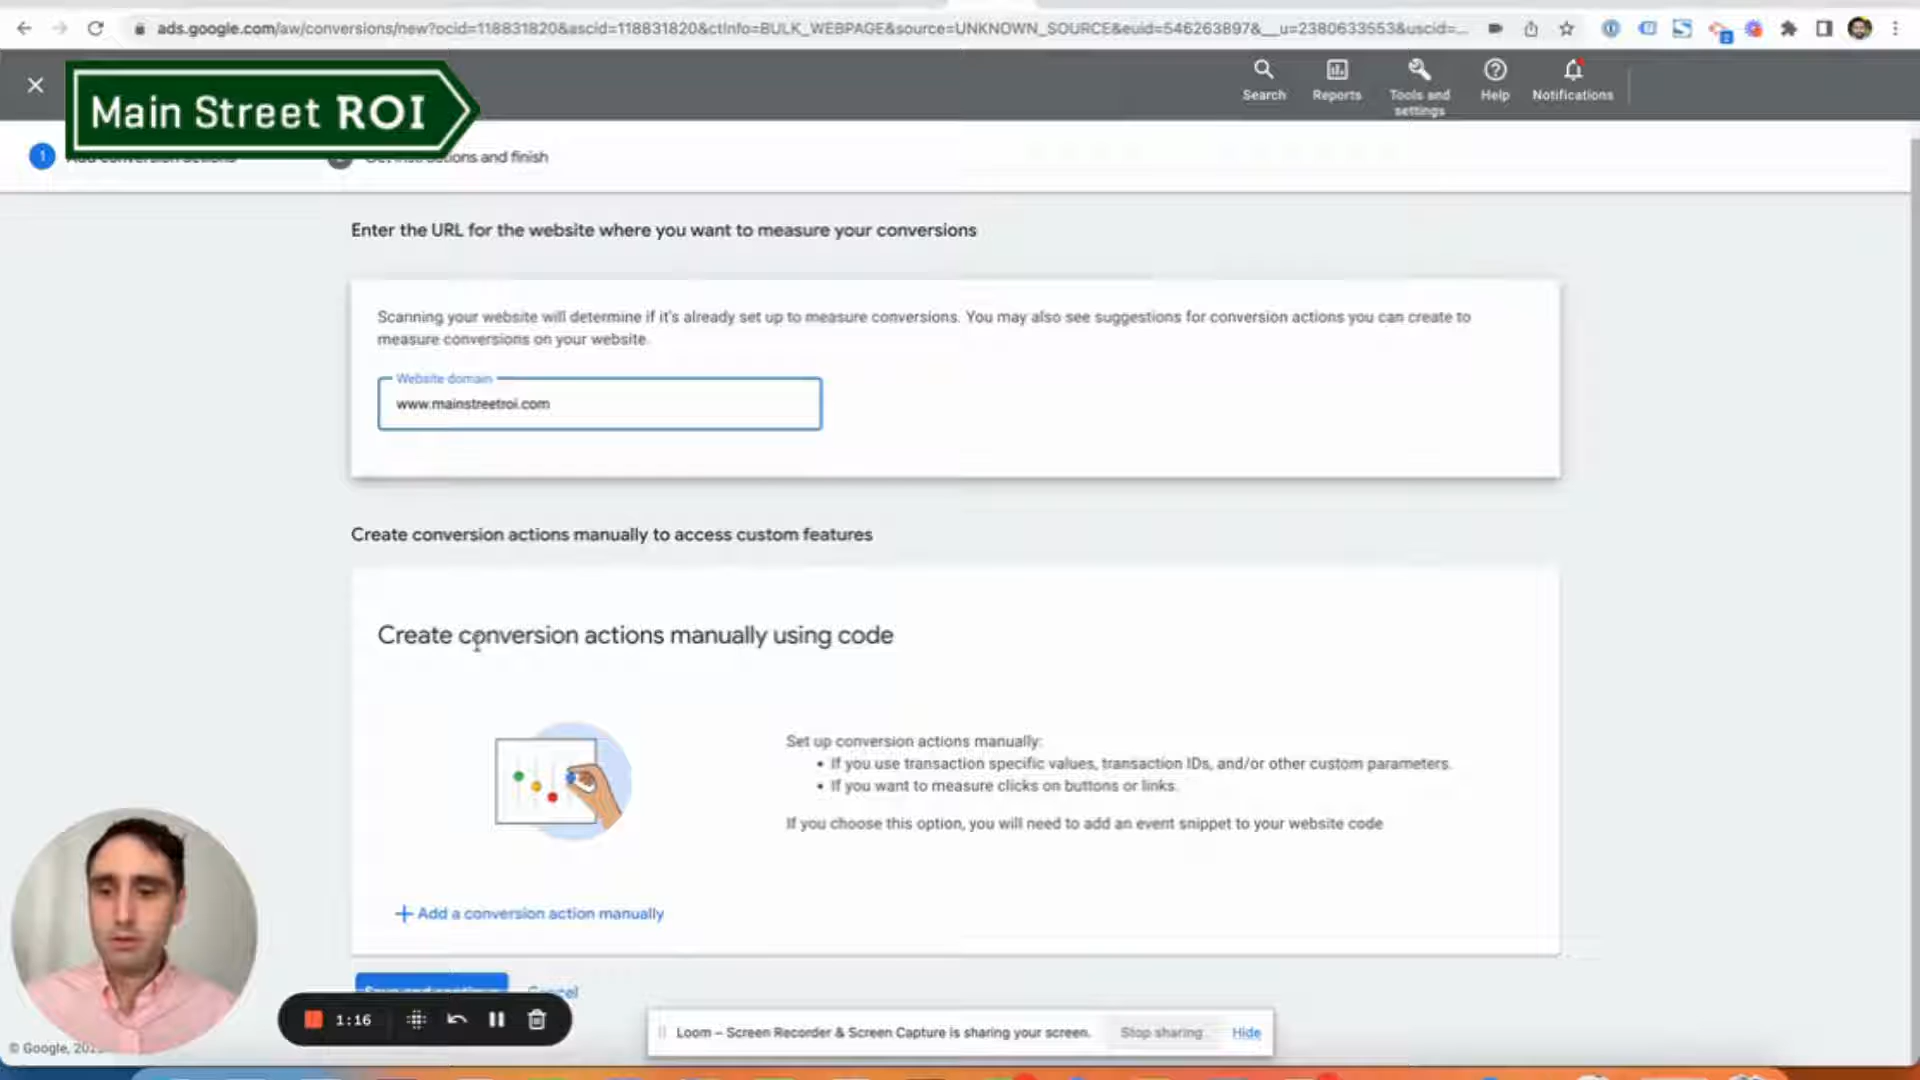 ads.google.com/aw/conversions/new?ocid=118831820&ascid=118831820&ctInfo=BULK_WEBPAGE&source=UNKNOWN_SOURCE&euid=546263897&__u=2380633553&uscid=...
Main Street ROI
Search
Reports
Tools and
settings
Help
Notifications
1
and finish
Enter the URL for the website where you want to measure your conversions
Scanning your website will determine if it's already set up to measure conversions. You may also see suggestions for conversion actions you can create to
measure conversions on your website.
Website domain
www.mainstreetroi.com
Create conversion actions manually to access custom features
Create conversion actions manually using code
Set up conversion actions manually:
• If you use transaction specific values, transaction IDs, and/or other custom parameters.
• If you want to measure clicks on buttons or links.
If you choose this option, you will need to add an event snippet to your website code
+ Add a conversion action manually
1:16
Loom – Screen Recorder & Screen Capture is sharing your screen.
Stop sharing
Hide
© Google,